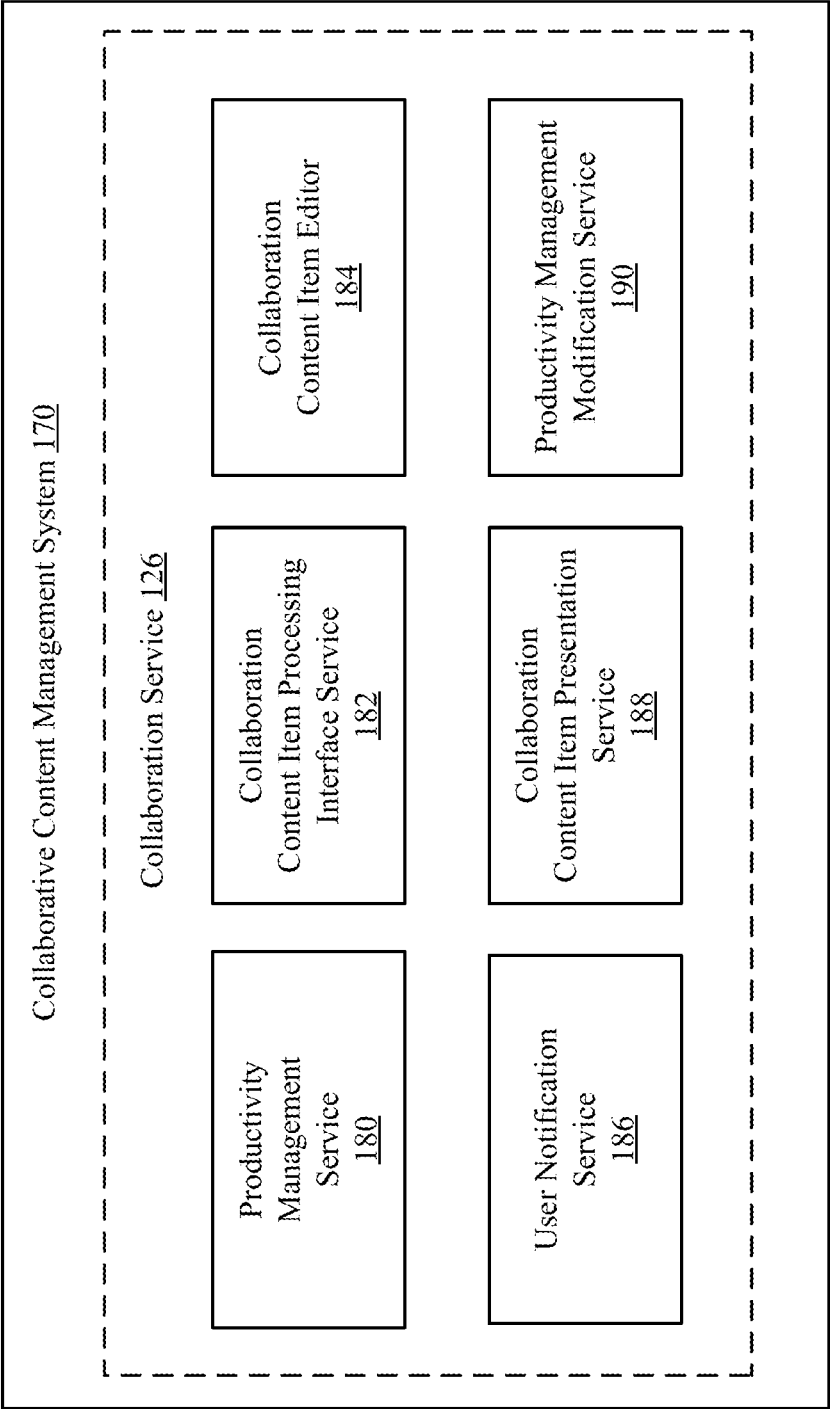 Collaborative Content Management System 170
Collaboration Service 126
Productivity
Management
Service
180
Collaboration
Content Item Processing
Interface Service
182
Collaboration
Content Item Editor
184
User Notification
Service
186
Collaboration
Content Item Presentation
Service
188
Productivity Management
Modification Service
190